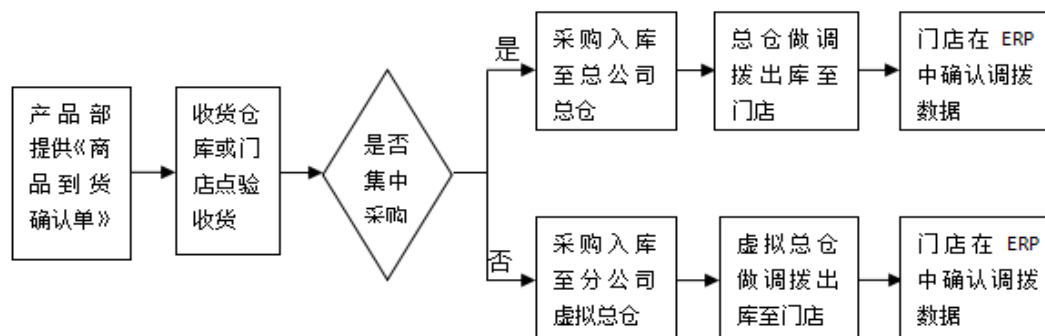 产品部
提供《商
品到货
确认单》
收货仓
库或门
店点验
收货
是否
集中
采购
是
采购入库
至总公司
总仓
总仓做调
拨出库至
门店
门店在 ERP
中确认调拨
数据
否
采购入库
至分公司
虚拟总仓
虚拟总仓
做调拨出
库至门店
门店在 ERP
中确认调拨
数据